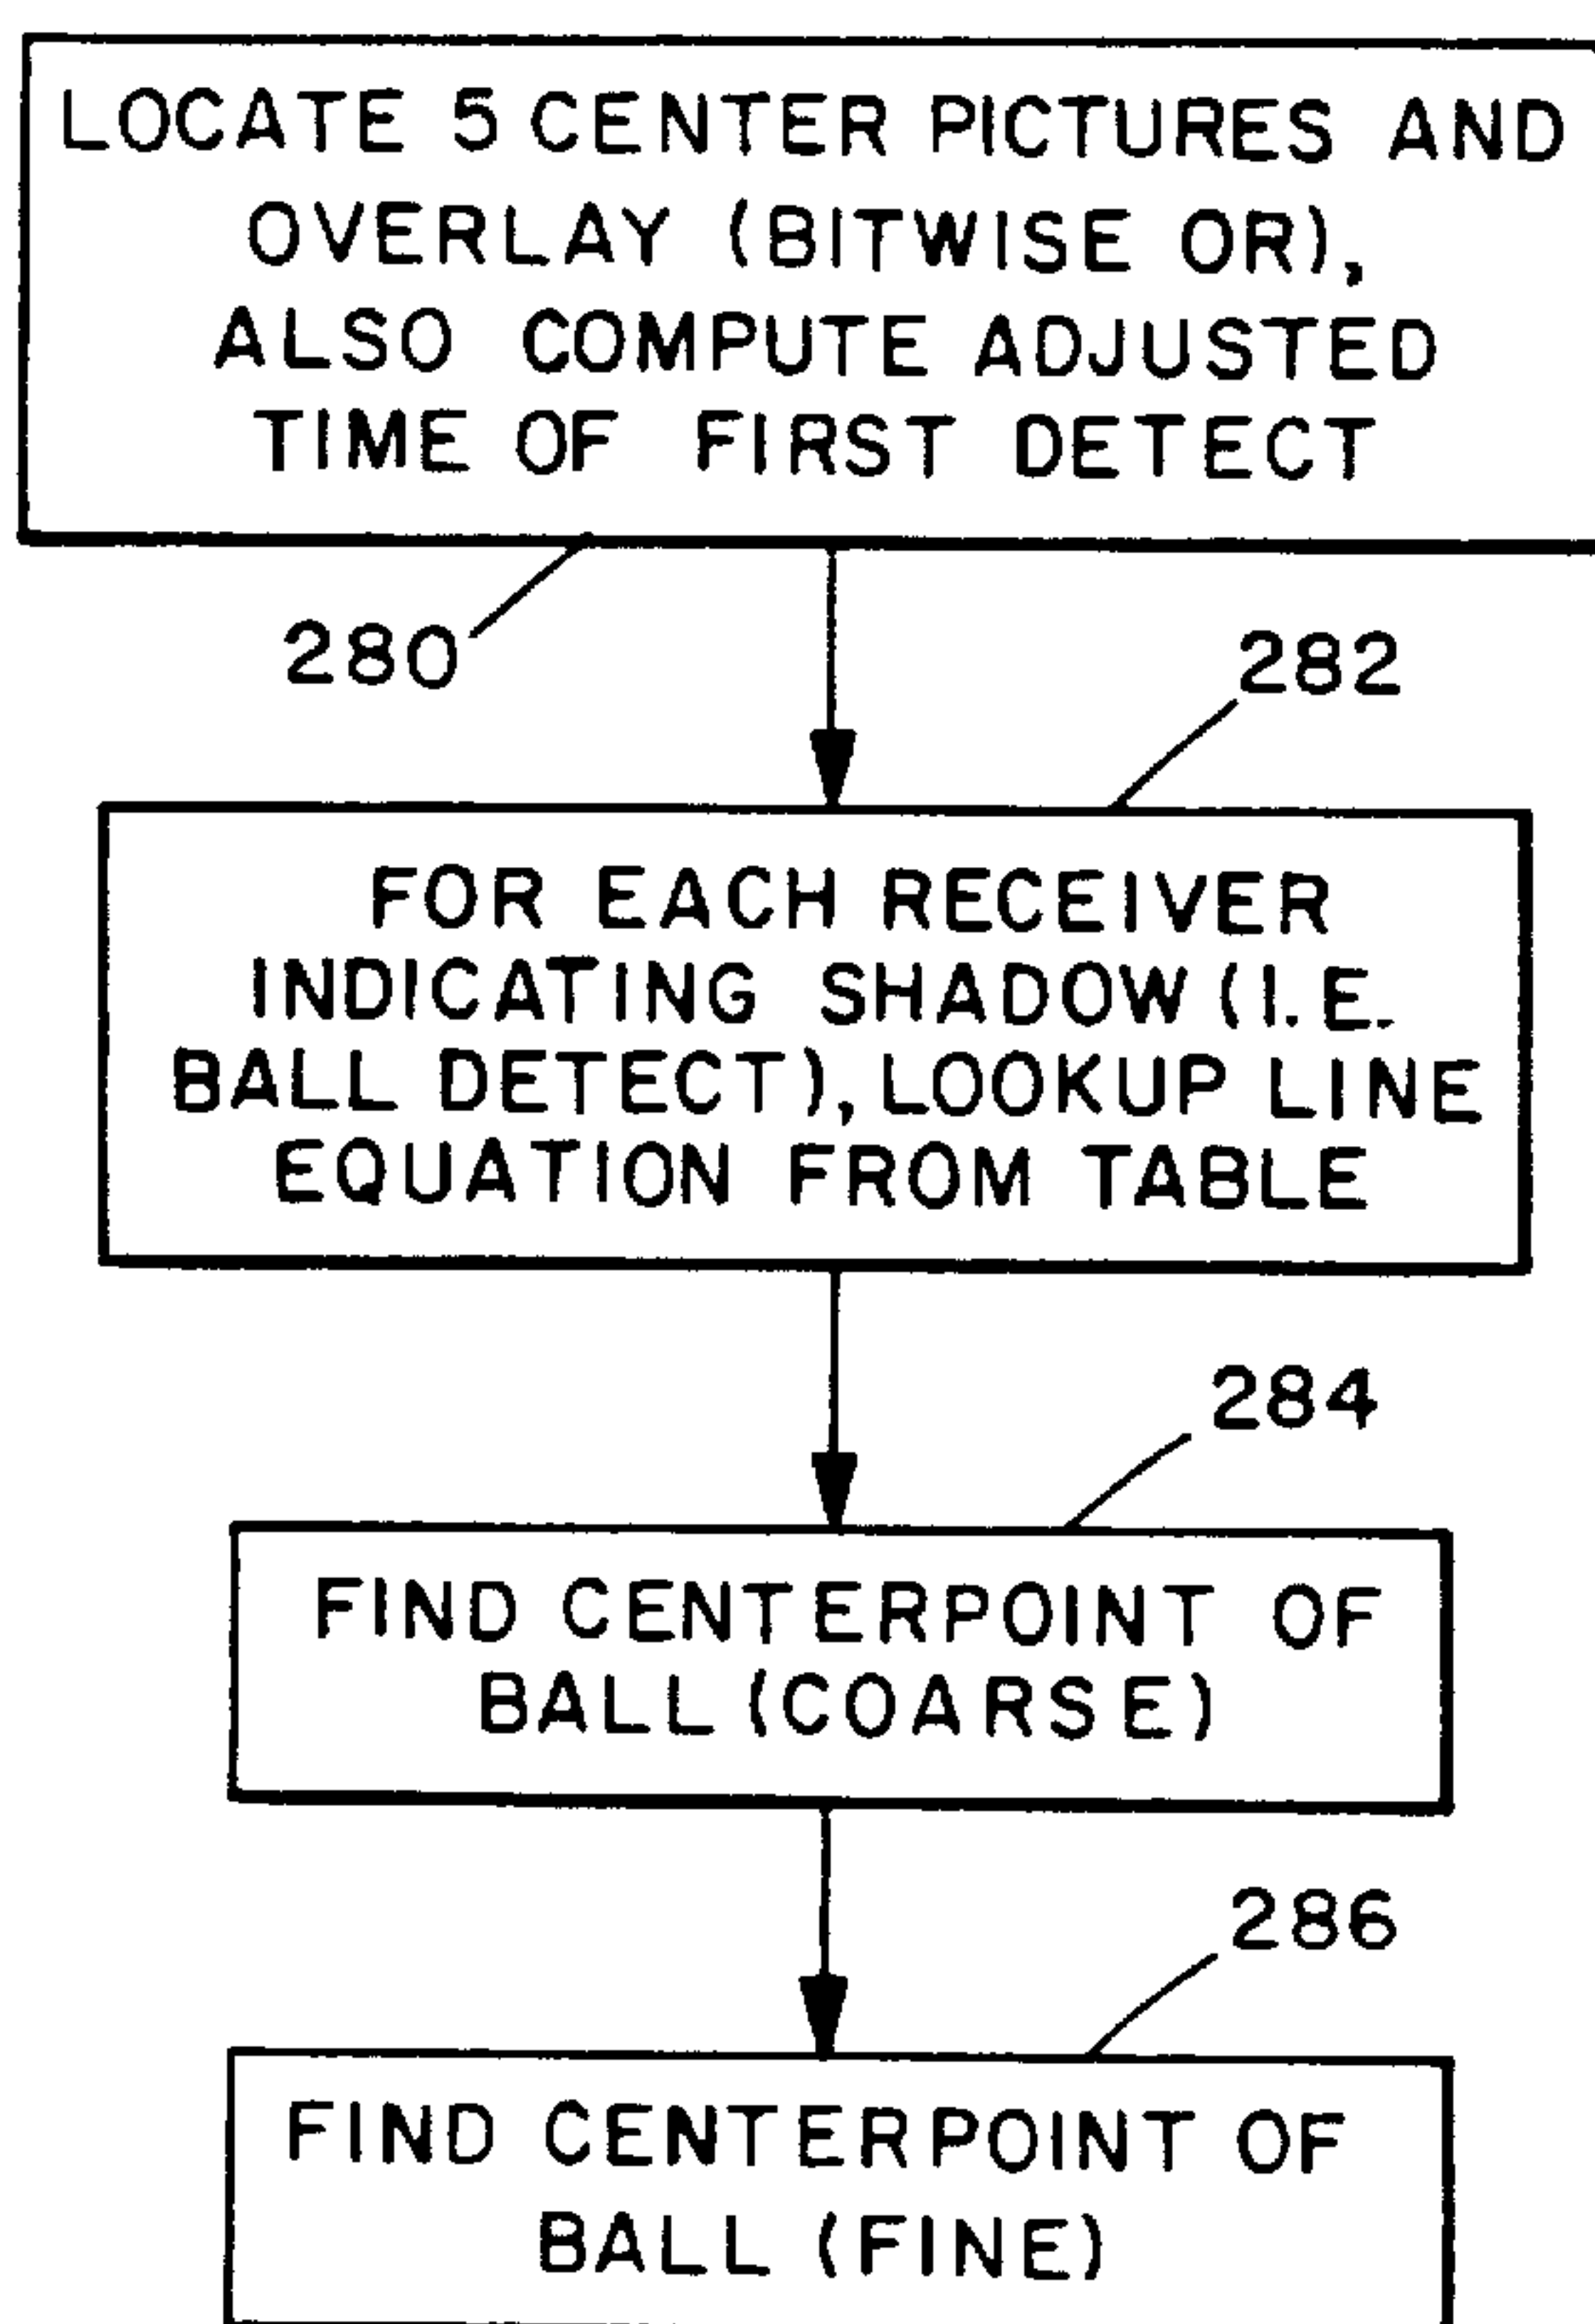 LOCATE 5 CENTER PICTURES AND
OVERLAY (BITWISE OR),
ALSO COMPUTE ADJUSTED
TIME OF FIRST DETECT
280
282
FOR EACH RECEIVER
INDICATING SHADOW (I.E.
BALL DETECT), LOOKUP LINE
EQUATION FROM TABLE
284
FIND CENTERPOINT OF
BALL (COARSE)
286
FIND CENTERPOINT OF
BALL (FINE)